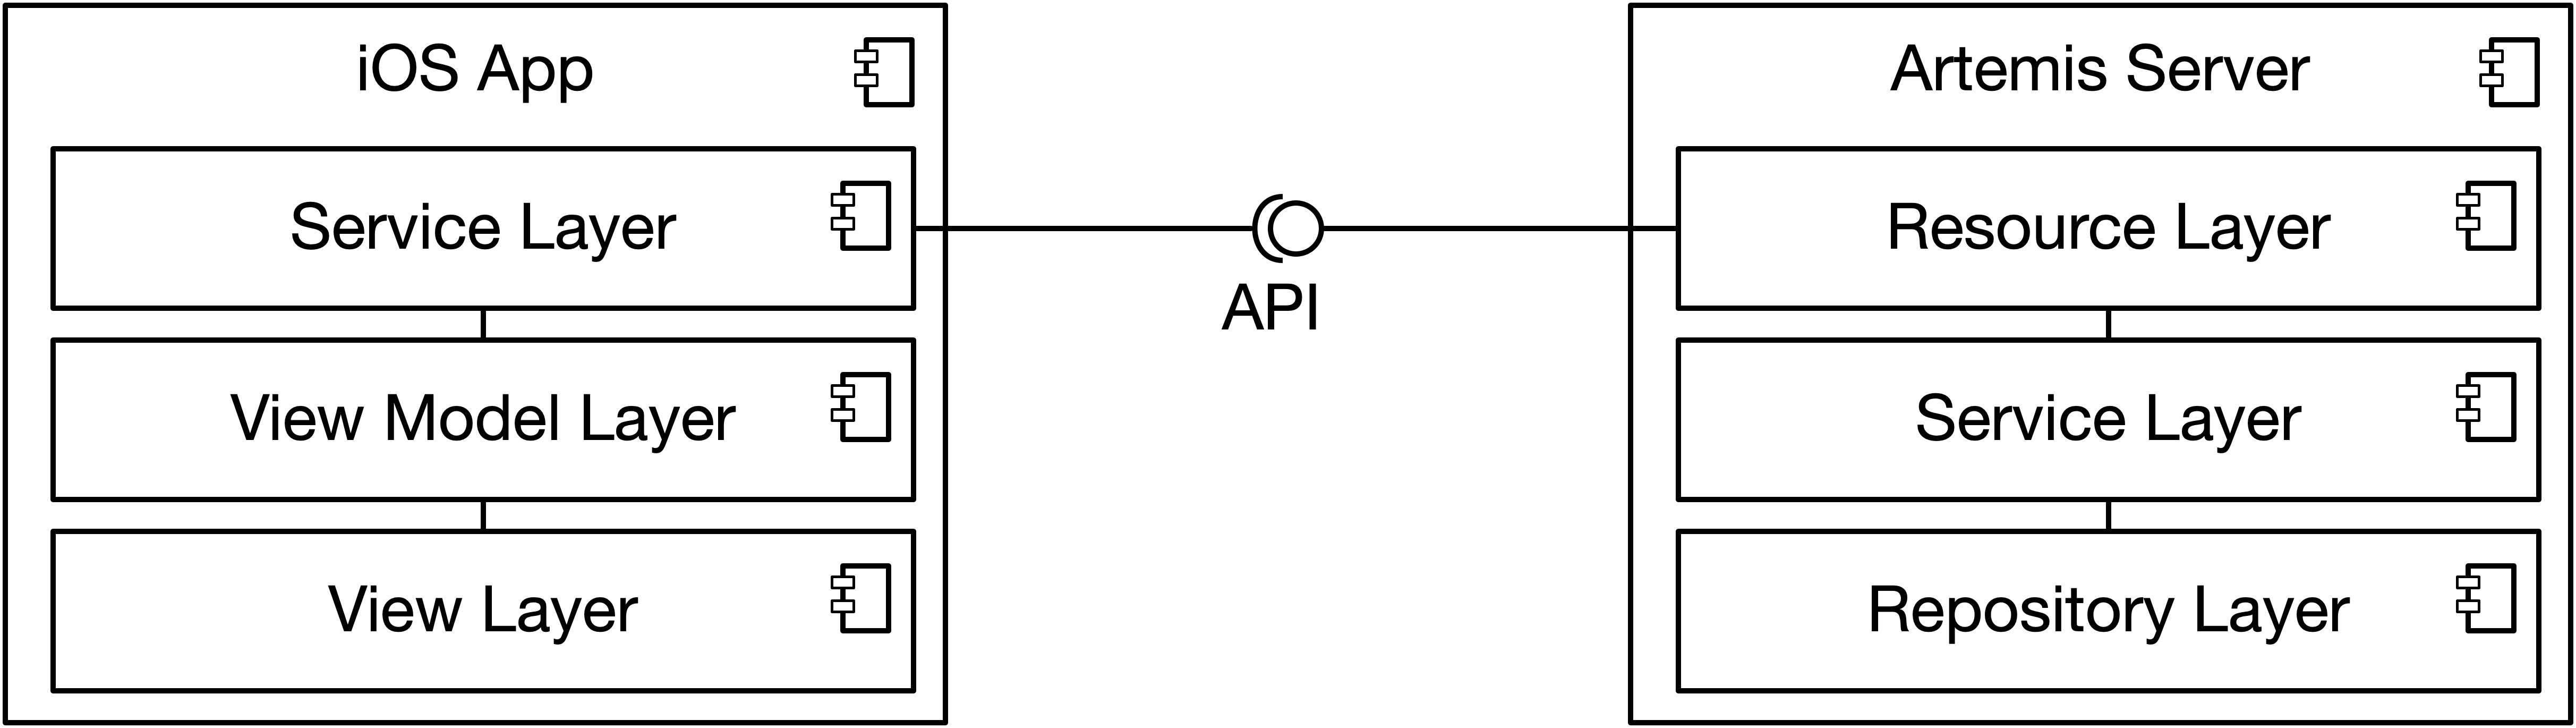 iOS App
Service Layer
View Model Layer
View Layer
API
Artemis Server
Resource Layer
Service Layer
Repository Layer